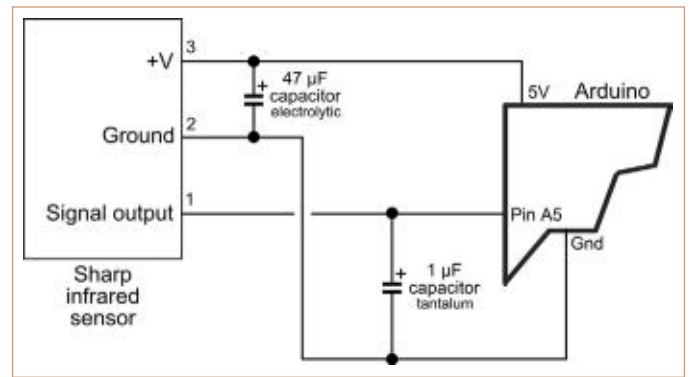 +V
3
+ 47 µF
capacitor
electrolytic
5V
Arduino
Ground
2
Signal output
1
Pin A5
Gnd
Sharp
infrared
sensor
+ 1 µF
capacitor
tantalum